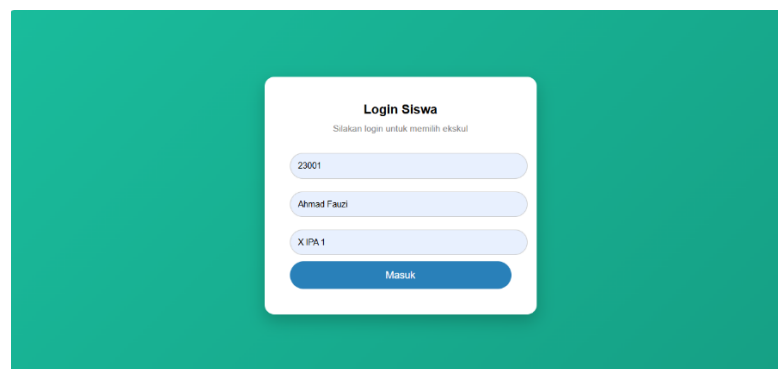 Login Siswa
Silakan login untuk memilih ekskul
23001
Ahmad Fauzi
X IPA 1
Masuk